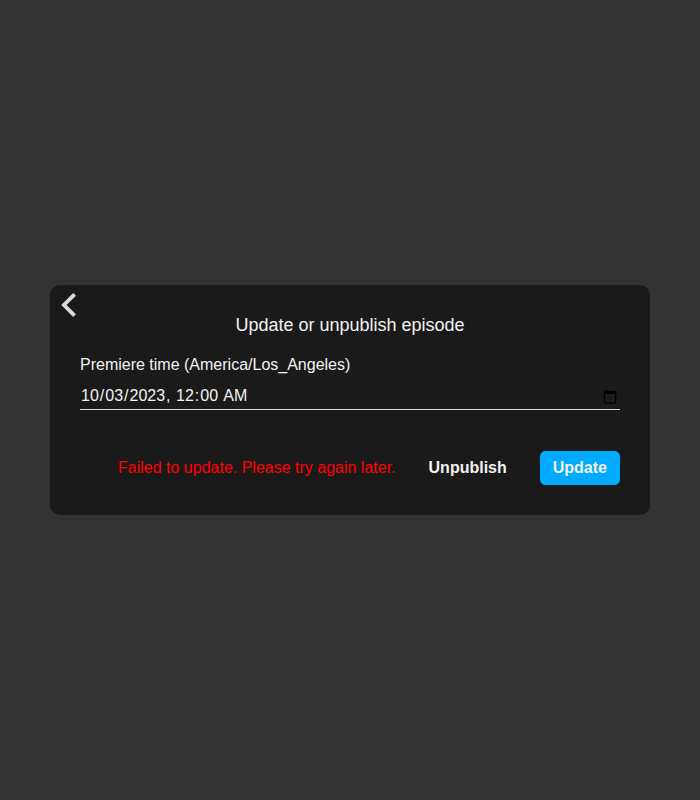 Update or unpublish episode
Premiere time (America/Los_Angeles)
10/03/2023, 12:00 AM
Failed to update. Please try again later. Unpublish Update